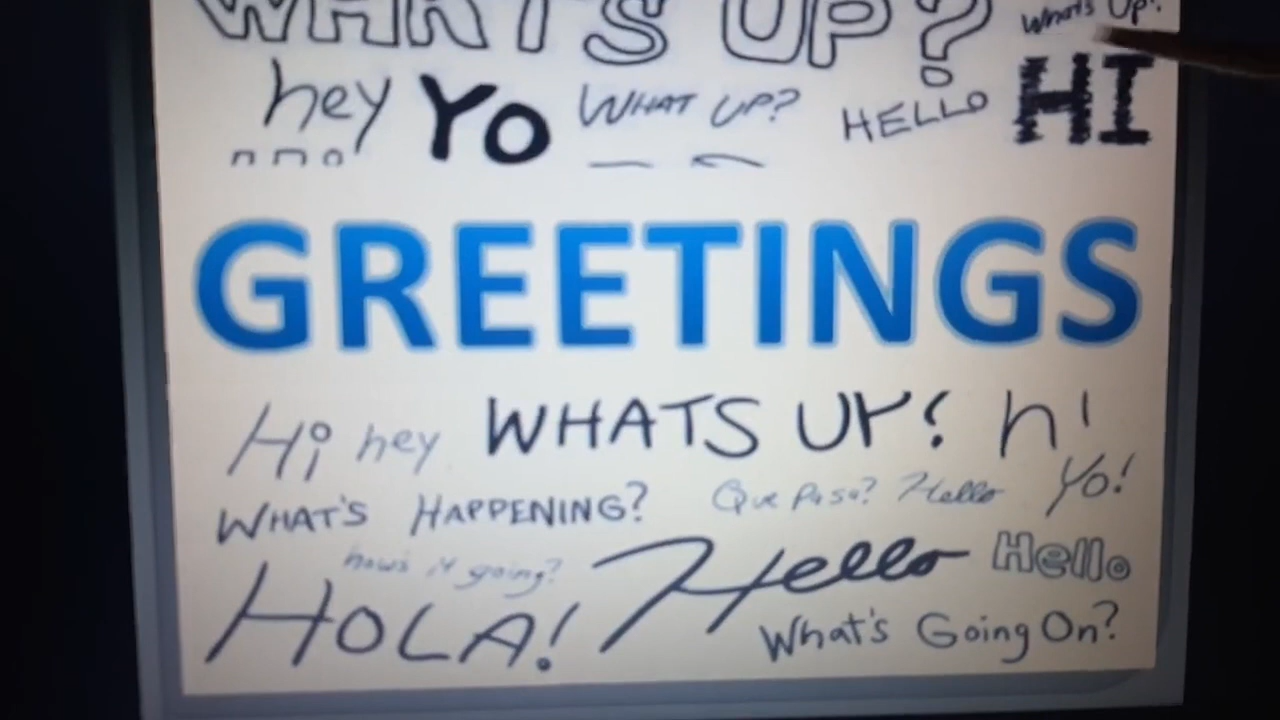 WHAT'S UP? What's Up?
hey Yo WHAT UP? HELLO HI
GREETINGS
Hi hey WHATS UP? hi
WHAT'S HAPPENING? Que Pasa? Hello Yo!
how's it going? Hello Hello
HOLA! What's Going On?